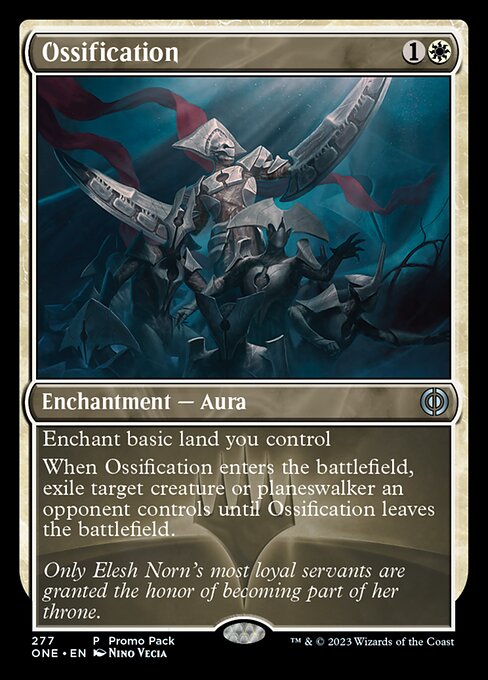 Ossification 1
Enchantment — Aura
Enchant basic land you control
When Ossification enters the battlefield,
exile target creature or planeswalker an
opponent controls until Ossification leaves
the battlefield.
Only Elesh Norn's most loyal servants are
granted the honor of becoming part of her
throne.
277 P Promo Pack
ONE • EN Nino Vecia
™ & © 2023 Wizards of the Coast